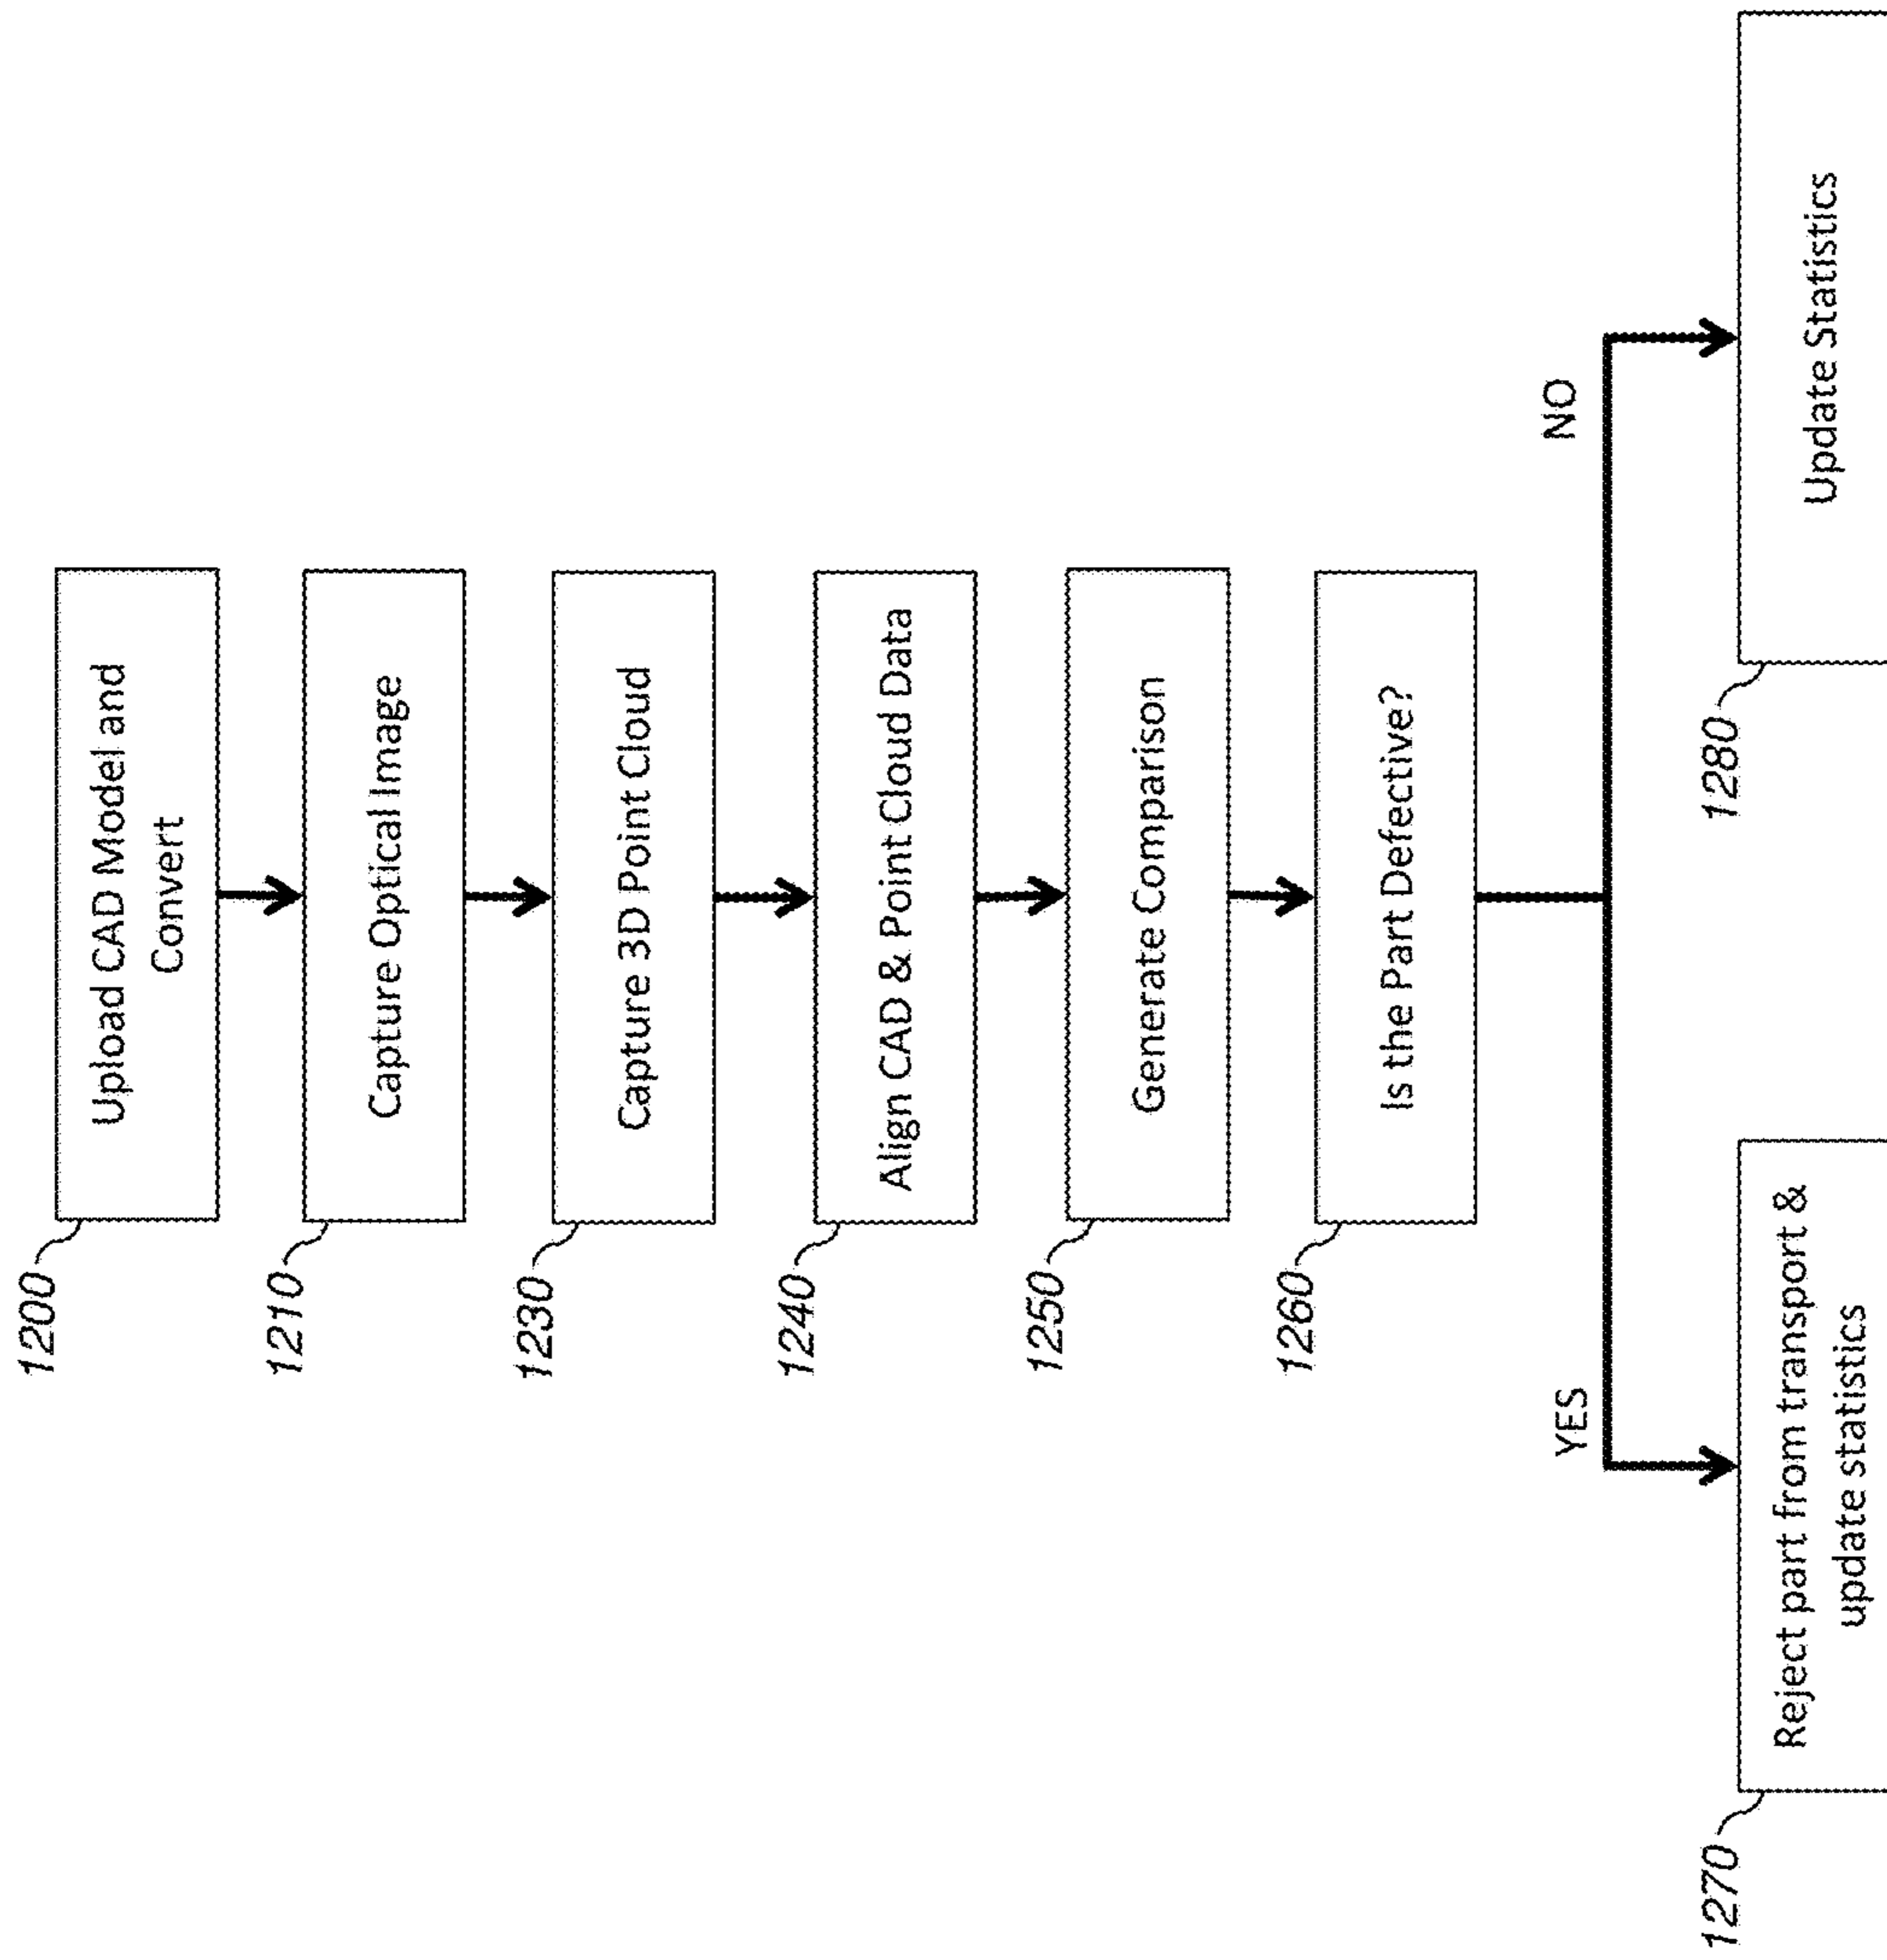 1200
Upload CAD Model and
Convert
1210
Capture Optical Image
1230
Capture 3D Point Cloud
1240
Align CAD & Point Cloud Data
1250
Generate Comparison
1260
Is the Part Defective?
YES
NO
1270
Reject part from transport &
update statistics
1280
Update Statistics